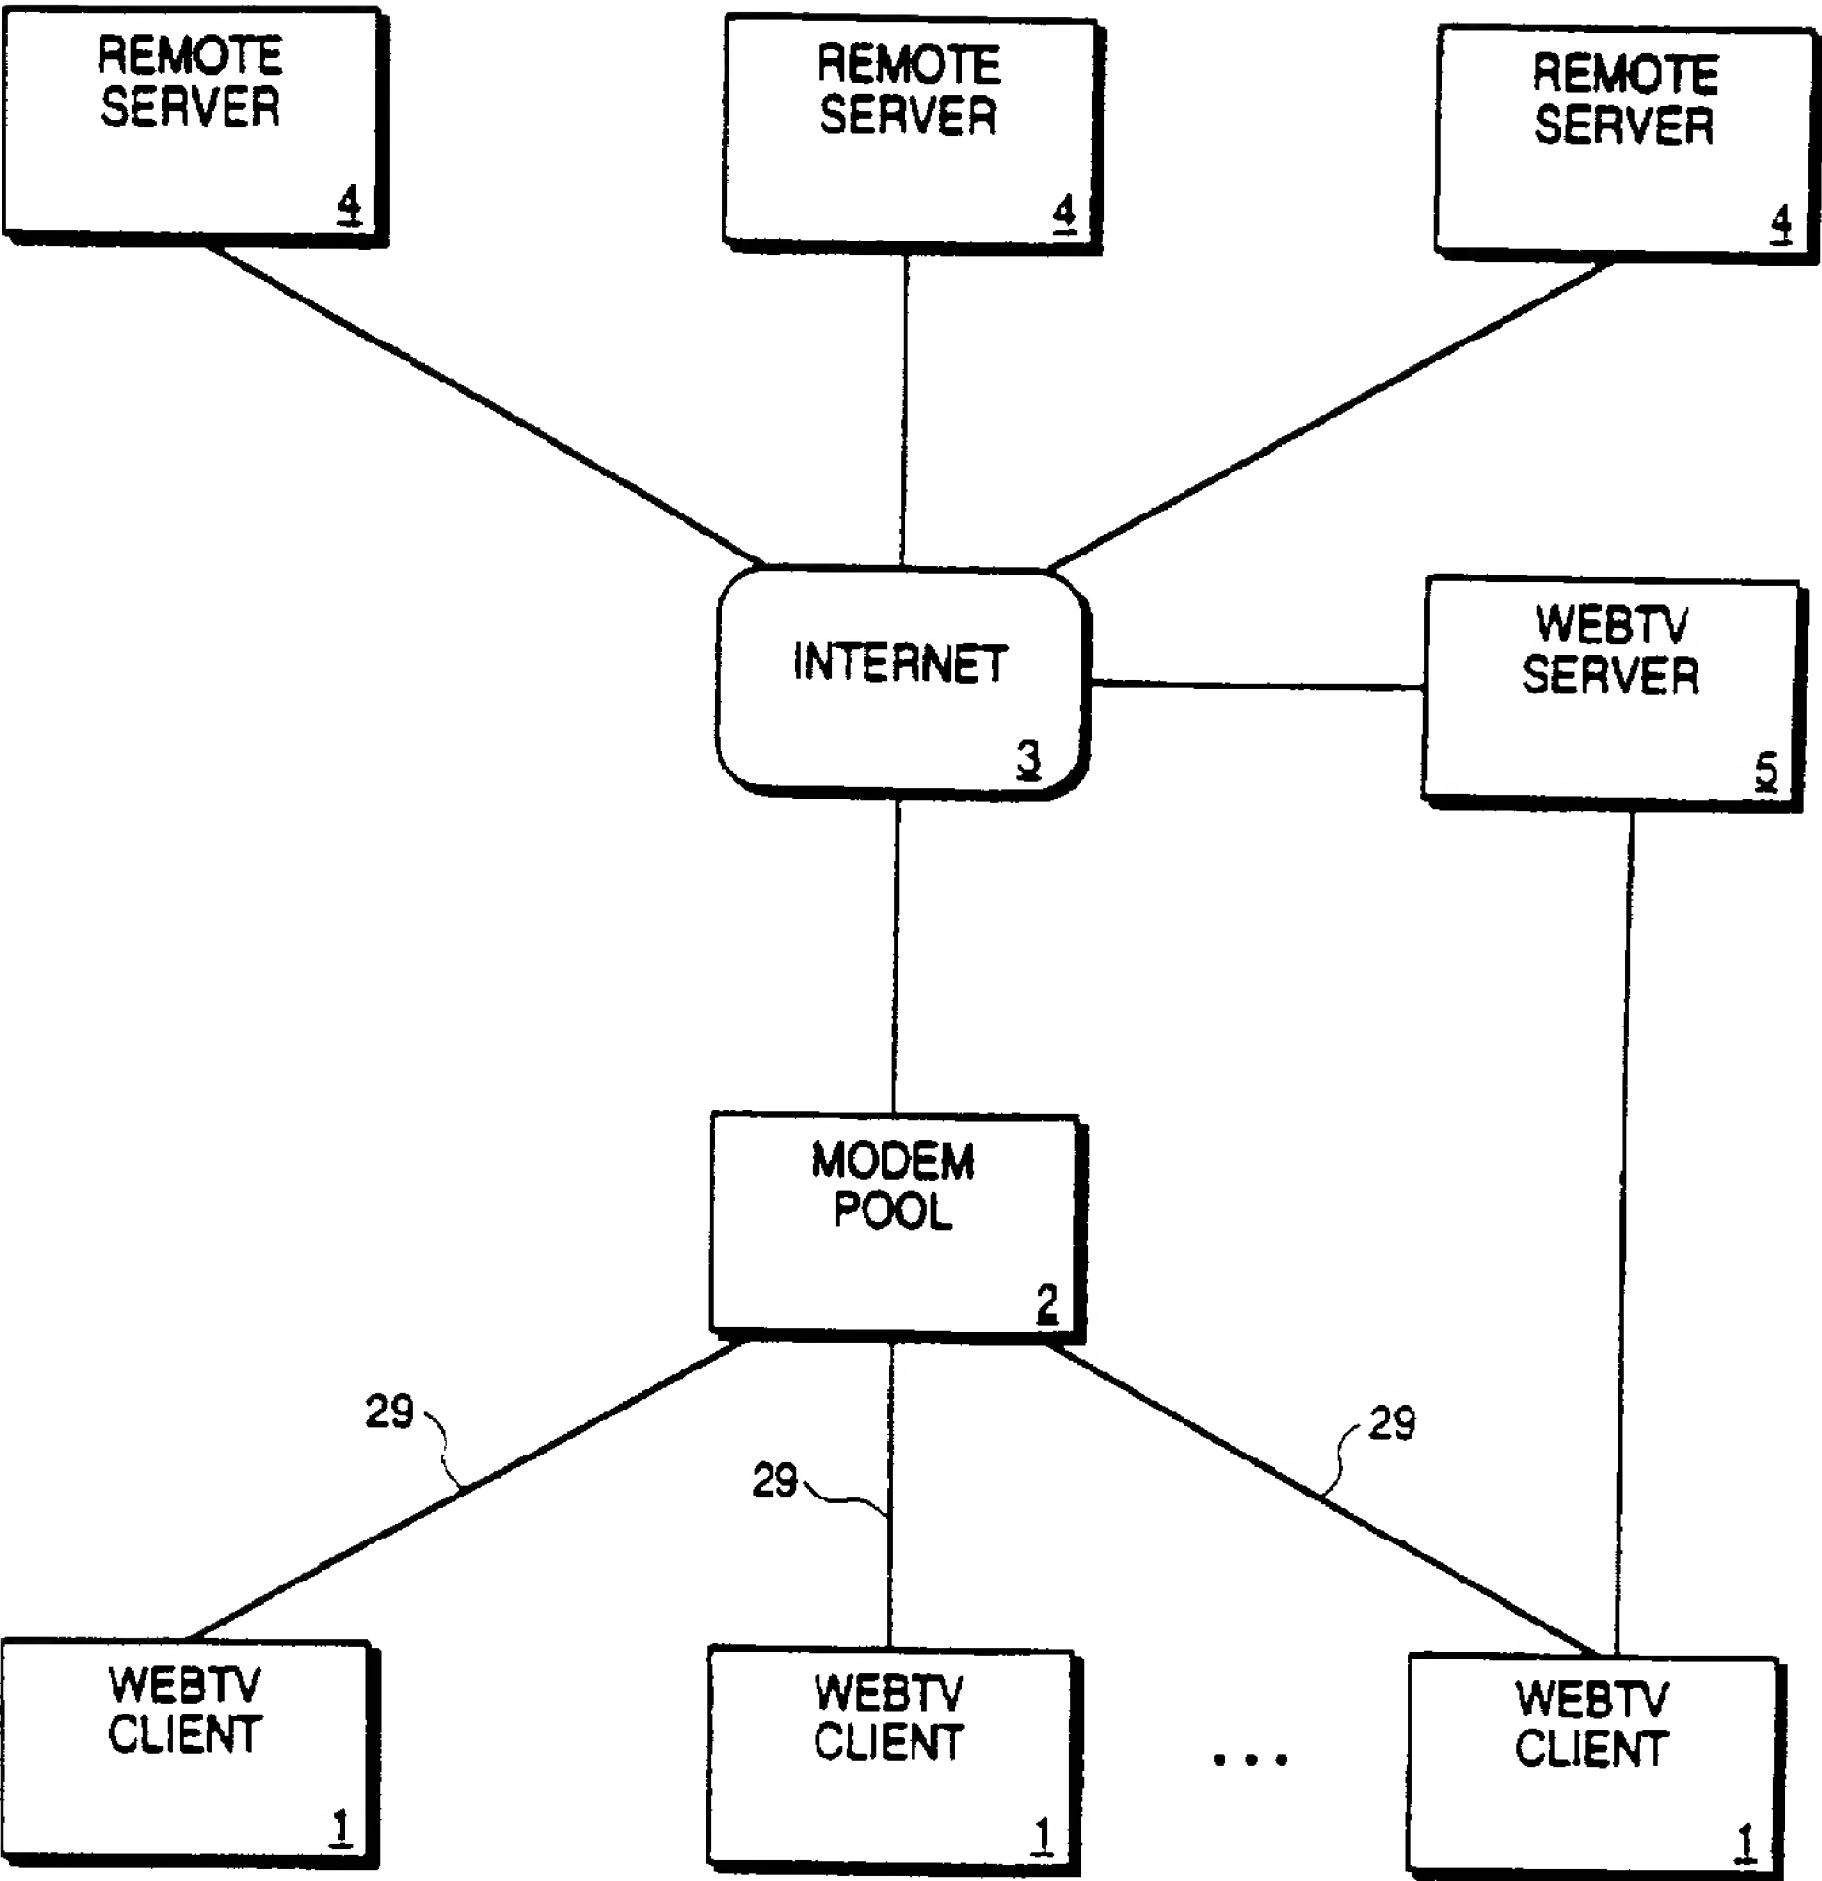 REMOTE
SERVER
4
REMOTE
SERVER
4
REMOTE
SERVER
4
INTERNET
3
WEBTV
SERVER
5
MODEM
POOL
2
29
29
29
WEBTV
CLIENT
1
WEBTV
CLIENT
1
...
WEBTV
CLIENT
1